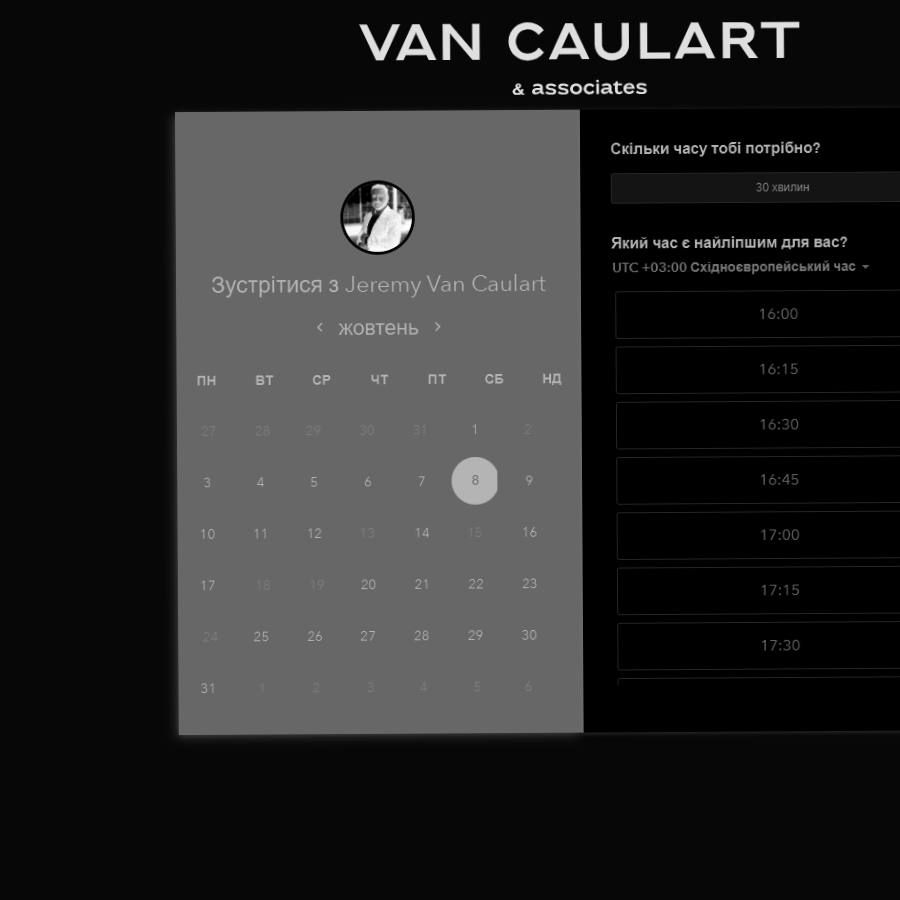 VAN CAULART
& associates
Зустрітися з Jeremy Van Caulart
‹ жовтень ›
ПН ВТ СР ЧТ ПТ СБ НД
27 28 29 30 31 1 2
3 4 5 6 7 8 9
10 11 12 13 14 15 16
17 18 19 20 21 22 23
24 25 26 27 28 29 30
31 1 2 3 4 5 6
Скільки часу тобі потрібно?
30 хвилин
Який час є найліпшим для вас?
UTC +03:00 Східноєвропейський час
16:00
16:15
16:30
16:45
17:00
17:15
17:30